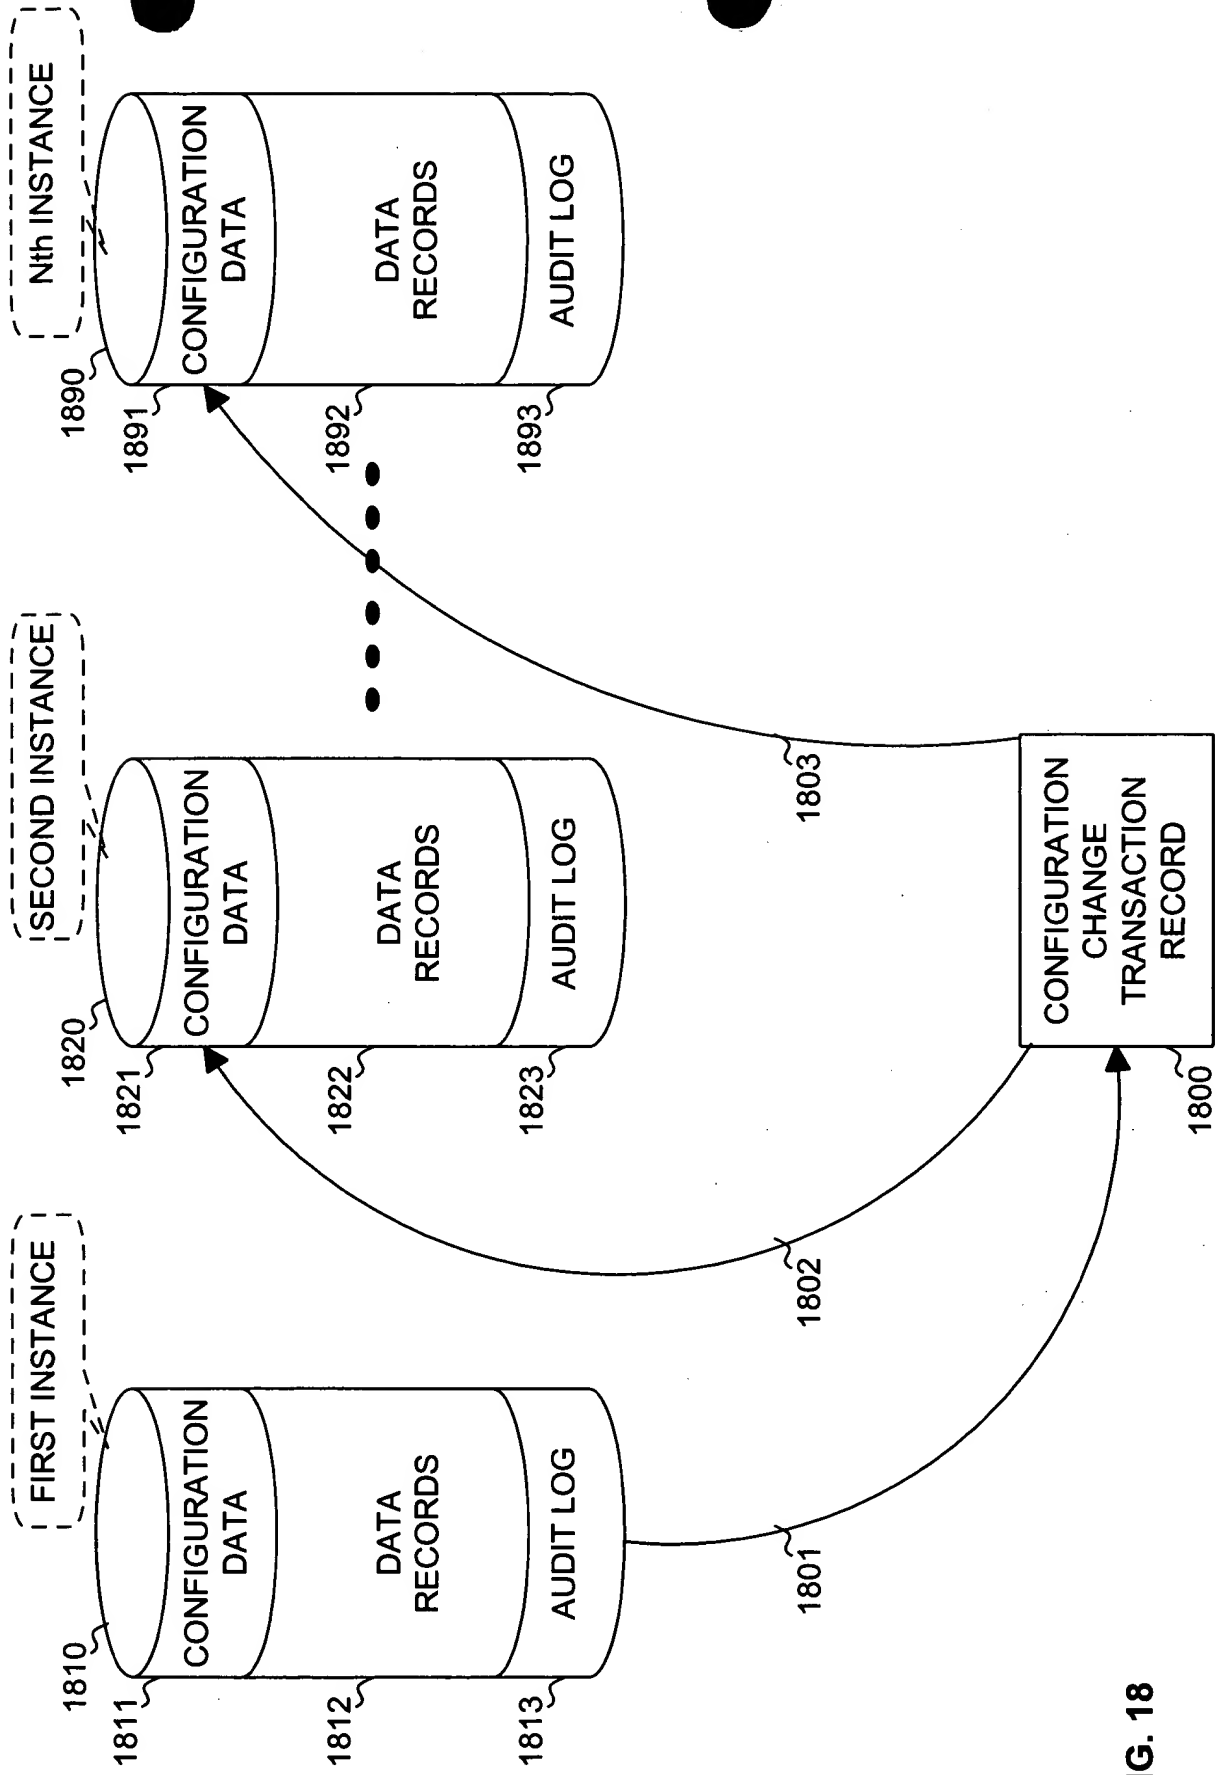 FIRST INSTANCE
1810
1811
CONFIGURATION
DATA
1812
DATA
RECORDS
1813
AUDIT LOG
SECOND INSTANCE
1820
1821
CONFIGURATION
DATA
1822
DATA
RECORDS
1823
AUDIT LOG
Nth INSTANCE
1890
1891
CONFIGURATION
DATA
1892
DATA
RECORDS
1893
AUDIT LOG
1801
1802
1803
CONFIGURATION
CHANGE
TRANSACTION
RECORD
1800
IG. 18